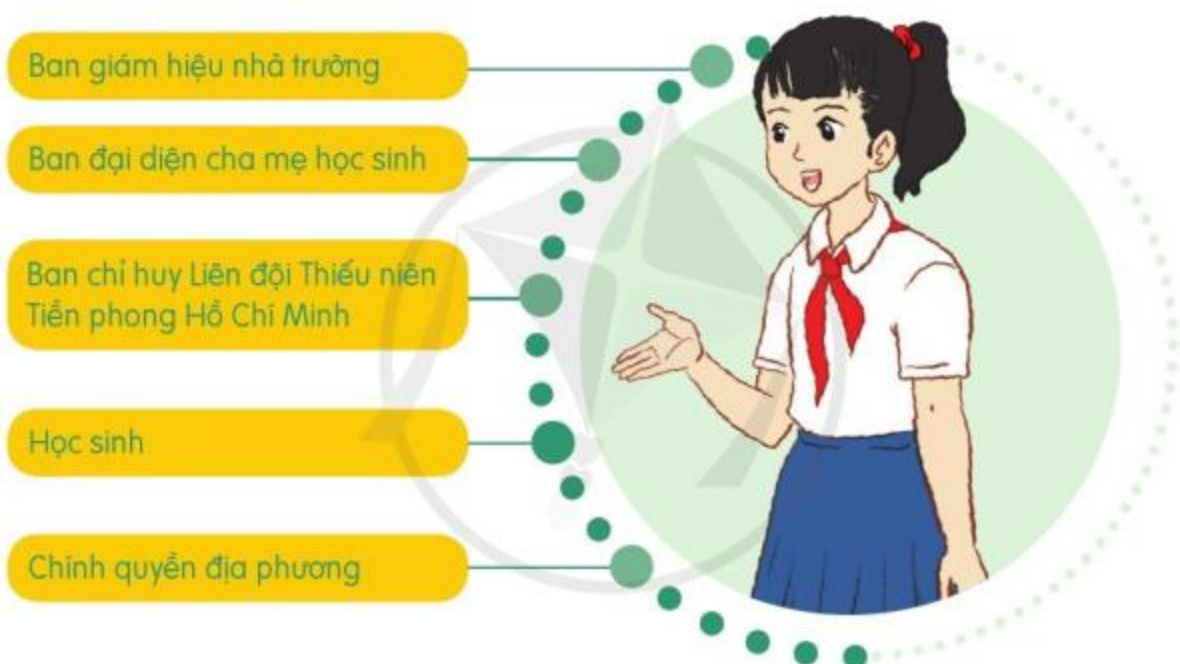 Ban giám hiệu nhà trường
Ban đại diện cha mẹ học sinh
Ban chỉ huy Liên đội Thiếu niên
Tiền phong Hồ Chí Minh
Học sinh
Chính quyền địa phương